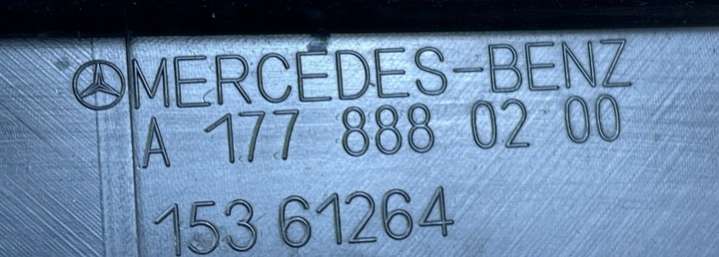 MERCEDES-BENZ
A 177 888 02 00
153 61264